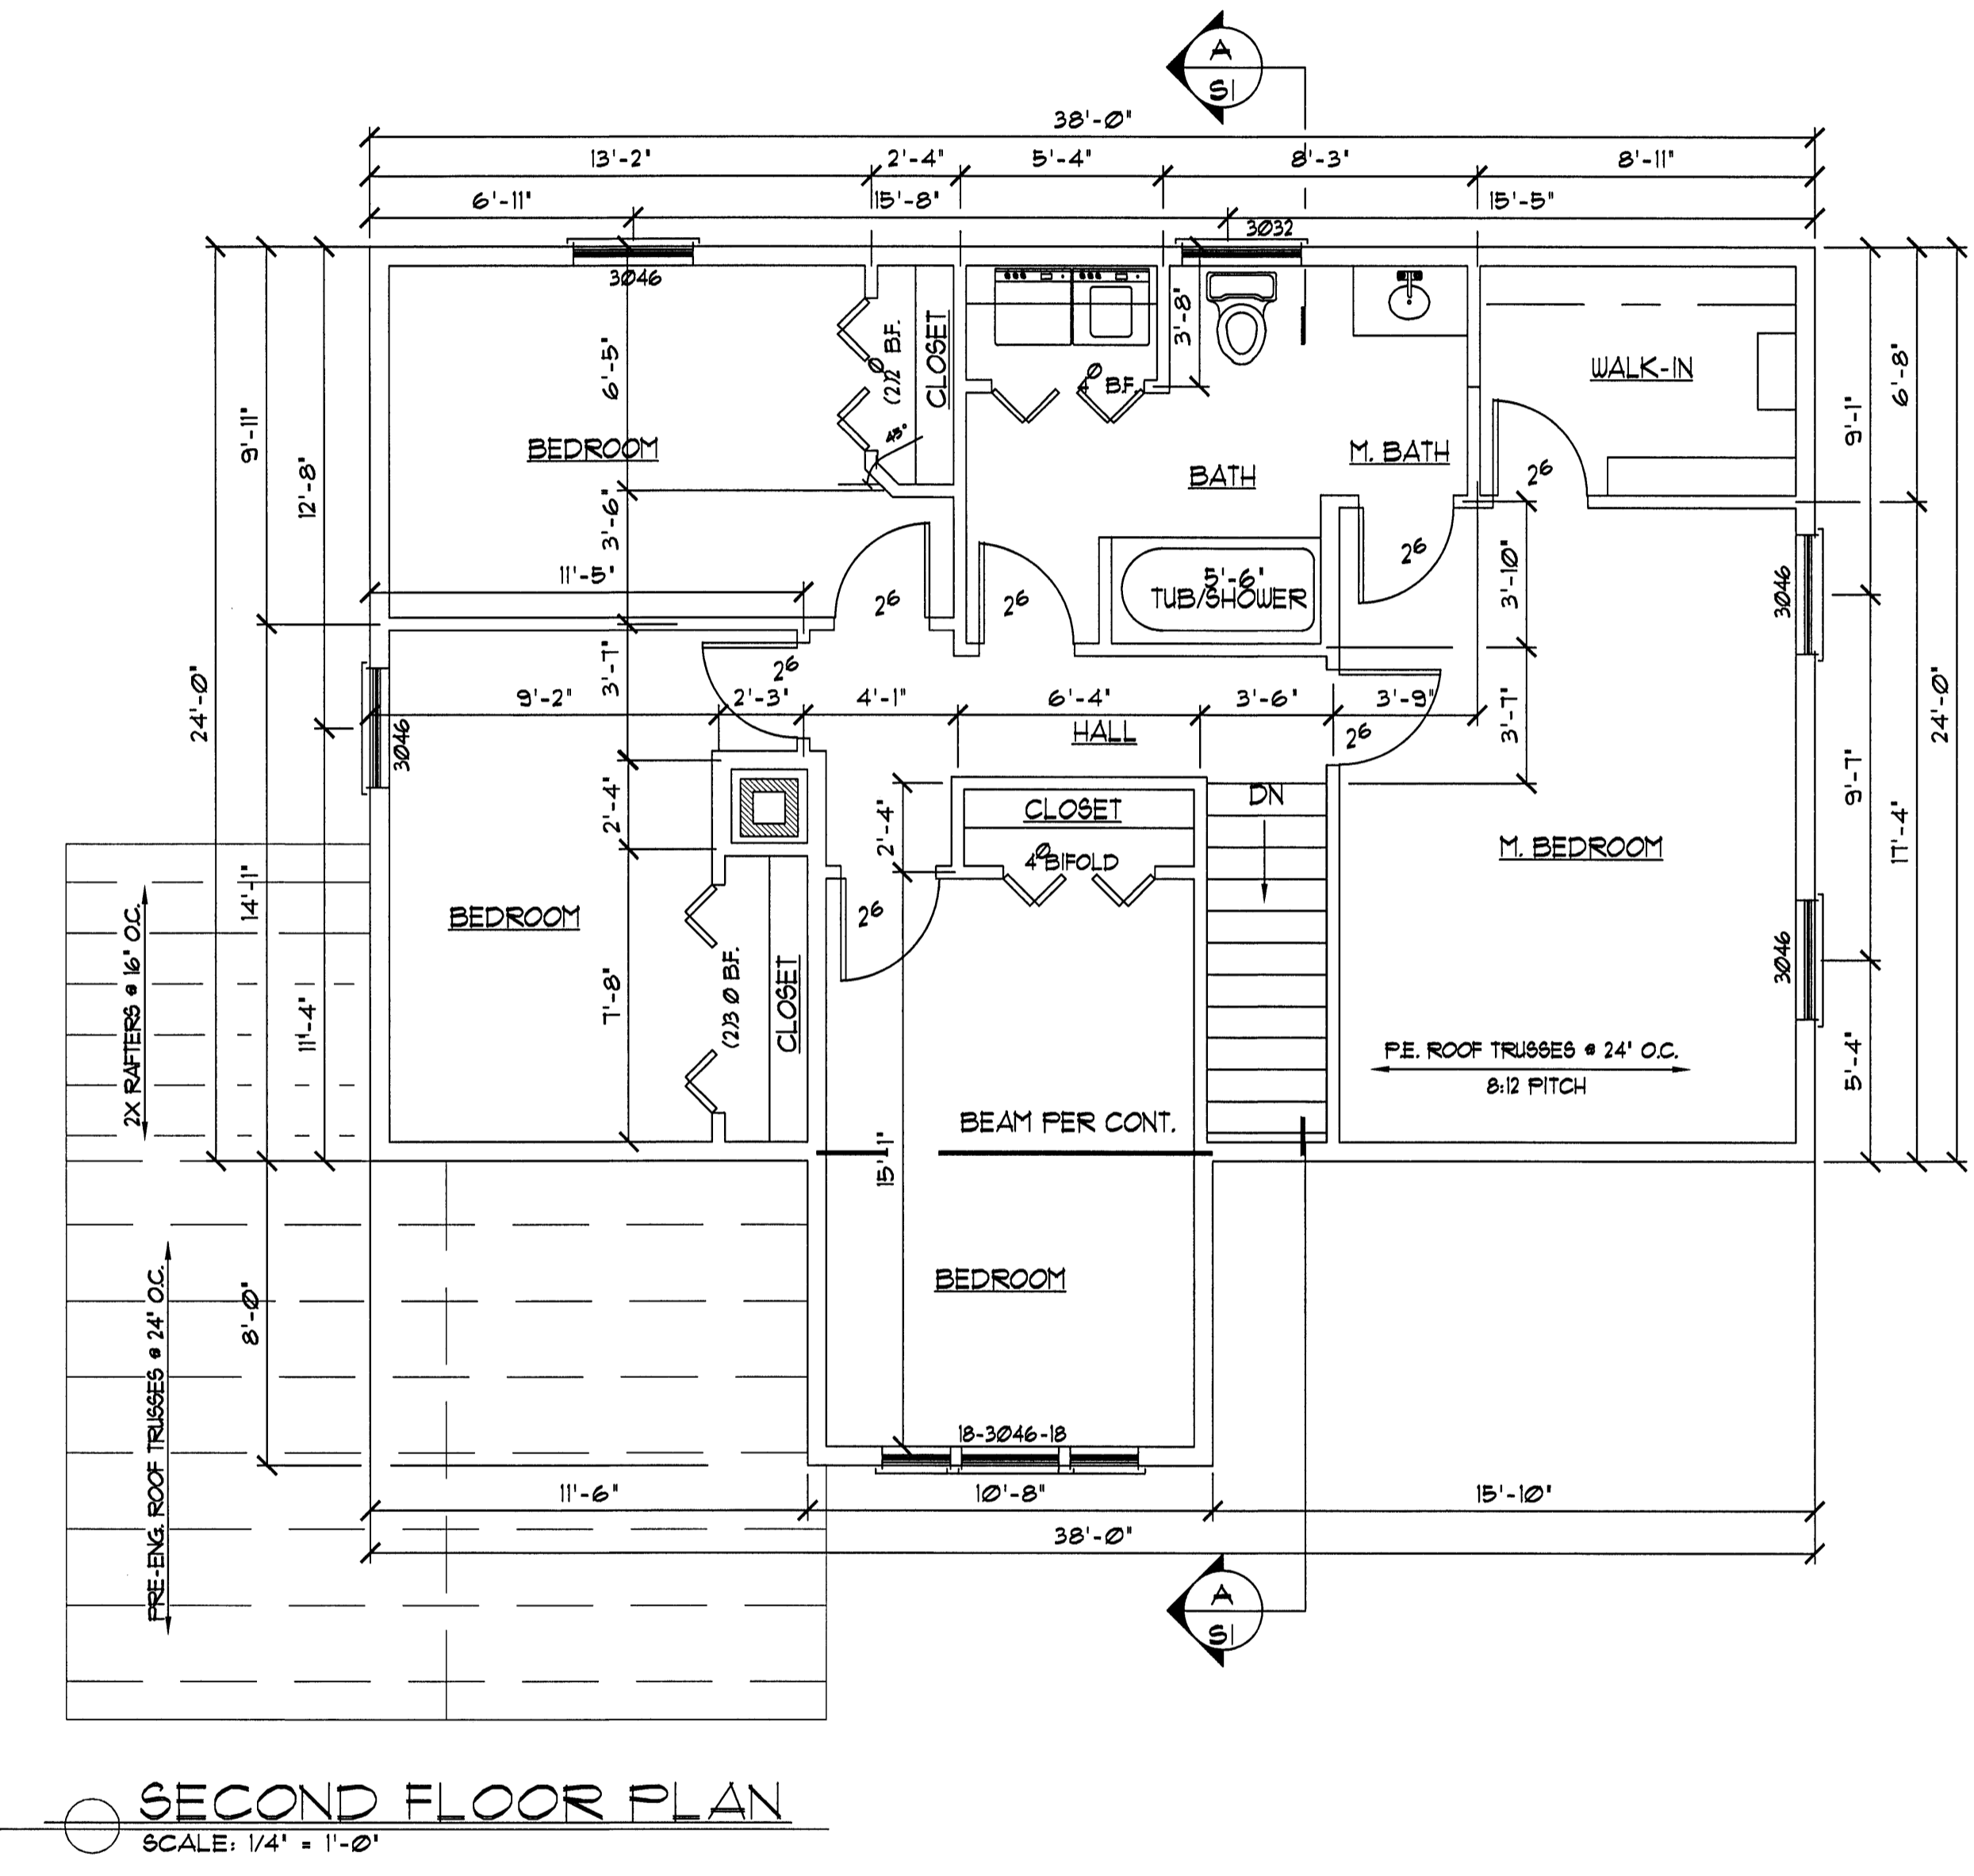 A
S1
38'-0"
13'-2"
2'-4"
5'-4"
8'-3"
8'-11"
6'-11"
15'-8"
15'-5"
3032
3046
6'-5"
(2)2 0 B.F.
CLOSET
45°
3'-8"
4 0 B.F.
WALK-IN
BEDROOM
BATH
M. BATH
26
9'-11"
12'-8"
24'-0"
9'-1"
6'-8"
24'-0"
3'-6"
11'-5"
26
26
5'-6"
TUB/SHOWER
26
3'-10"
3046
3'-7"
26
9'-2"
2'-3"
4'-1"
6'-4"
3'-6"
3'-9"
3'-7"
HALL
26
3046
2'-4"
2'-4"
CLOSET
4 0 BIFOLD
DN
M. BEDROOM
9'-7"
17'-4"
14'-1"
11'-4"
2X RAFTERS @ 16" O.C.
BEDROOM
26
7'-8"
(2)3 0 B.F.
CLOSET
3046
P.E. ROOF TRUSSES @ 24" O.C.
8:12 PITCH
5'-4"
BEAM PER CONT.
15'-1"
BEDROOM
8'-0"
PRE-ENG. ROOF TRUSSES @ 24" O.C.
18-3046-18
11'-6"
10'-8"
15'-10"
38'-0"
A
S1
SECOND FLOOR PLAN
SCALE: 1/4" = 1'-0"